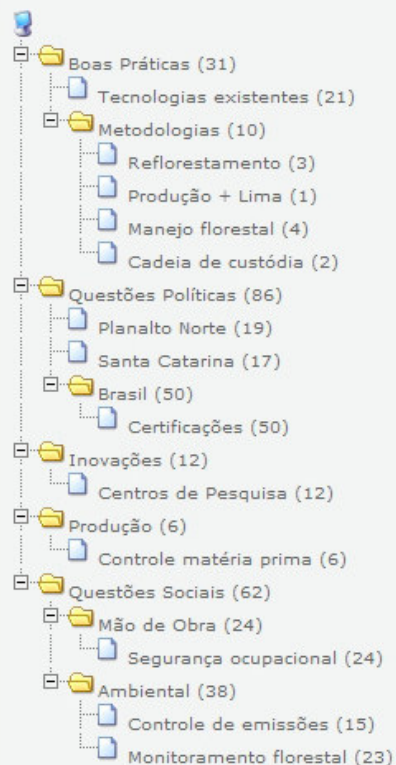 Boas Práticas (31)
Tecnologias existentes (21)
Metodologias (10)
Reflorestamento (3)
Produção + Lima (1)
Manejo florestal (4)
Cadeia de custódia (2)
Questões Políticas (86)
Planalto Norte (19)
Santa Catarina (17)
Brasil (50)
Certificações (50)
Inovações (12)
Centros de Pesquisa (12)
Produção (6)
Controle matéria prima (6)
Questões Sociais (62)
Mão de Obra (24)
Segurança ocupacional (24)
Ambiental (38)
Controle de emissões (15)
Monitoramento florestal (23)